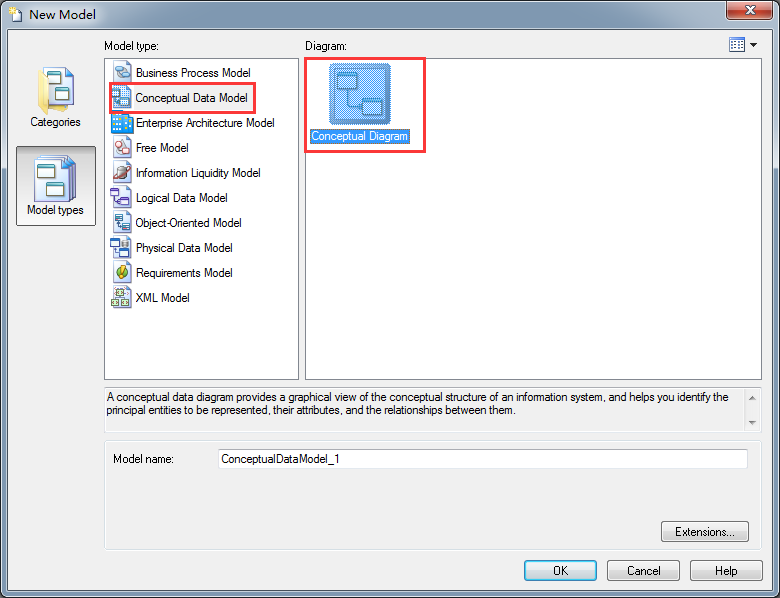 New Model
Model type:
Diagram:
Categories
Model types
Business Process Model
Conceptual Data Model
Enterprise Architecture Model
Free Model
Information Liquidity Model
Logical Data Model
Object-Oriented Model
Physical Data Model
Requirements Model
XML Model
Conceptual Diagram
A conceptual data diagram provides a graphical view of the conceptual structure of an information system, and helps you identify the
principal entities to be represented, their attributes, and the relationships between them.
Model name:
ConceptualDataModel_1
Extensions...
OK
Cancel
Help